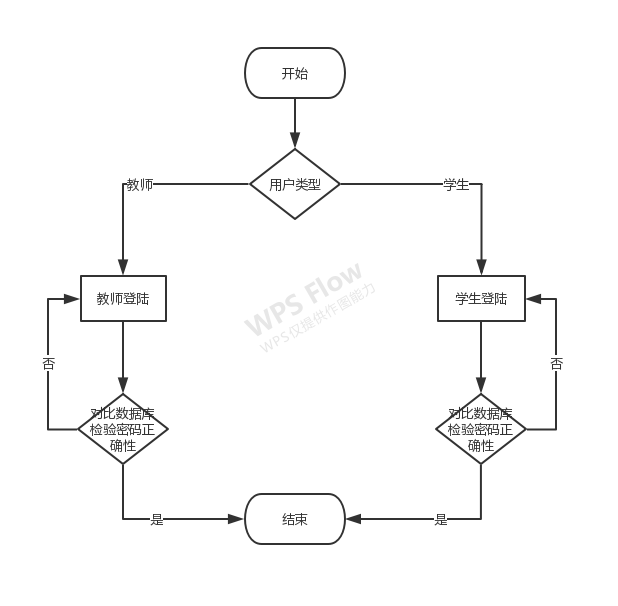 开始
用户类型
教师
学生
WPS Flow
WPS仅提供作图能力
教师登陆
学生登陆
否
否
对比数据库
检验密码正
确性
对比数据库
检验密码正
确性
是
结束
是